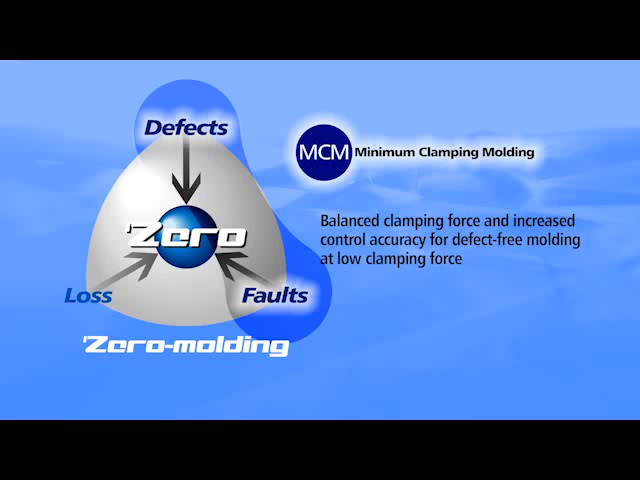 Defects
MCM Minimum Clamping Molding
'Zero
Balanced clamping force and increased
control accuracy for defect-free molding
at low clamping force
Loss
Faults
'Zero-molding